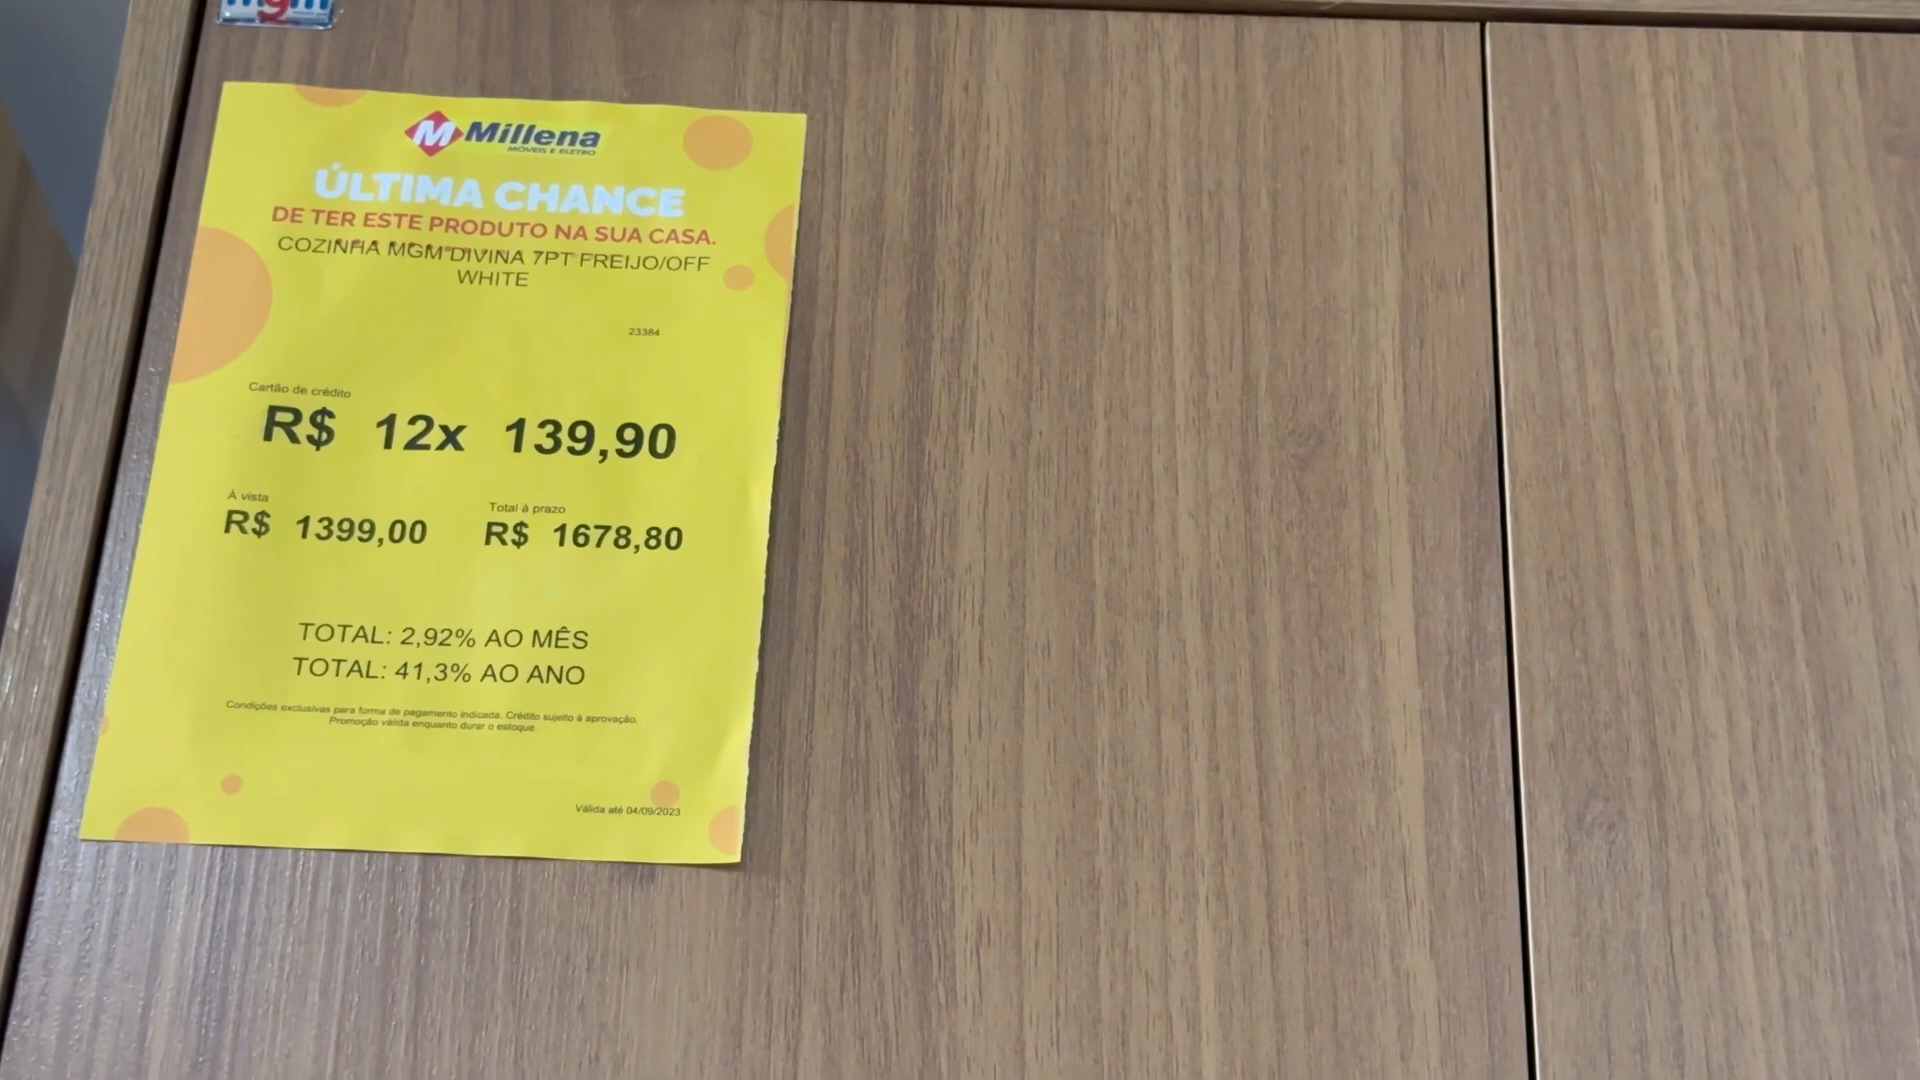 mgm
Millena
MÓVEIS E ELETRO
ÚLTIMA CHANCE
DE TER ESTE PRODUTO NA SUA CASA.
COZINHA MGM DIVINA 7PT FREIJO/OFF
WHITE
23384
Cartão de crédito
R$ 12x 139,90
À vista
R$ 1399,00
Total à prazo
R$ 1678,80
TOTAL: 2,92% AO MÊS
TOTAL: 41,3% AO ANO
Condições exclusivas para forma de pagamento indicada. Crédito sujeito à aprovação.
Promoção válida enquanto durar o estoque.
Válida até 04/09/2023